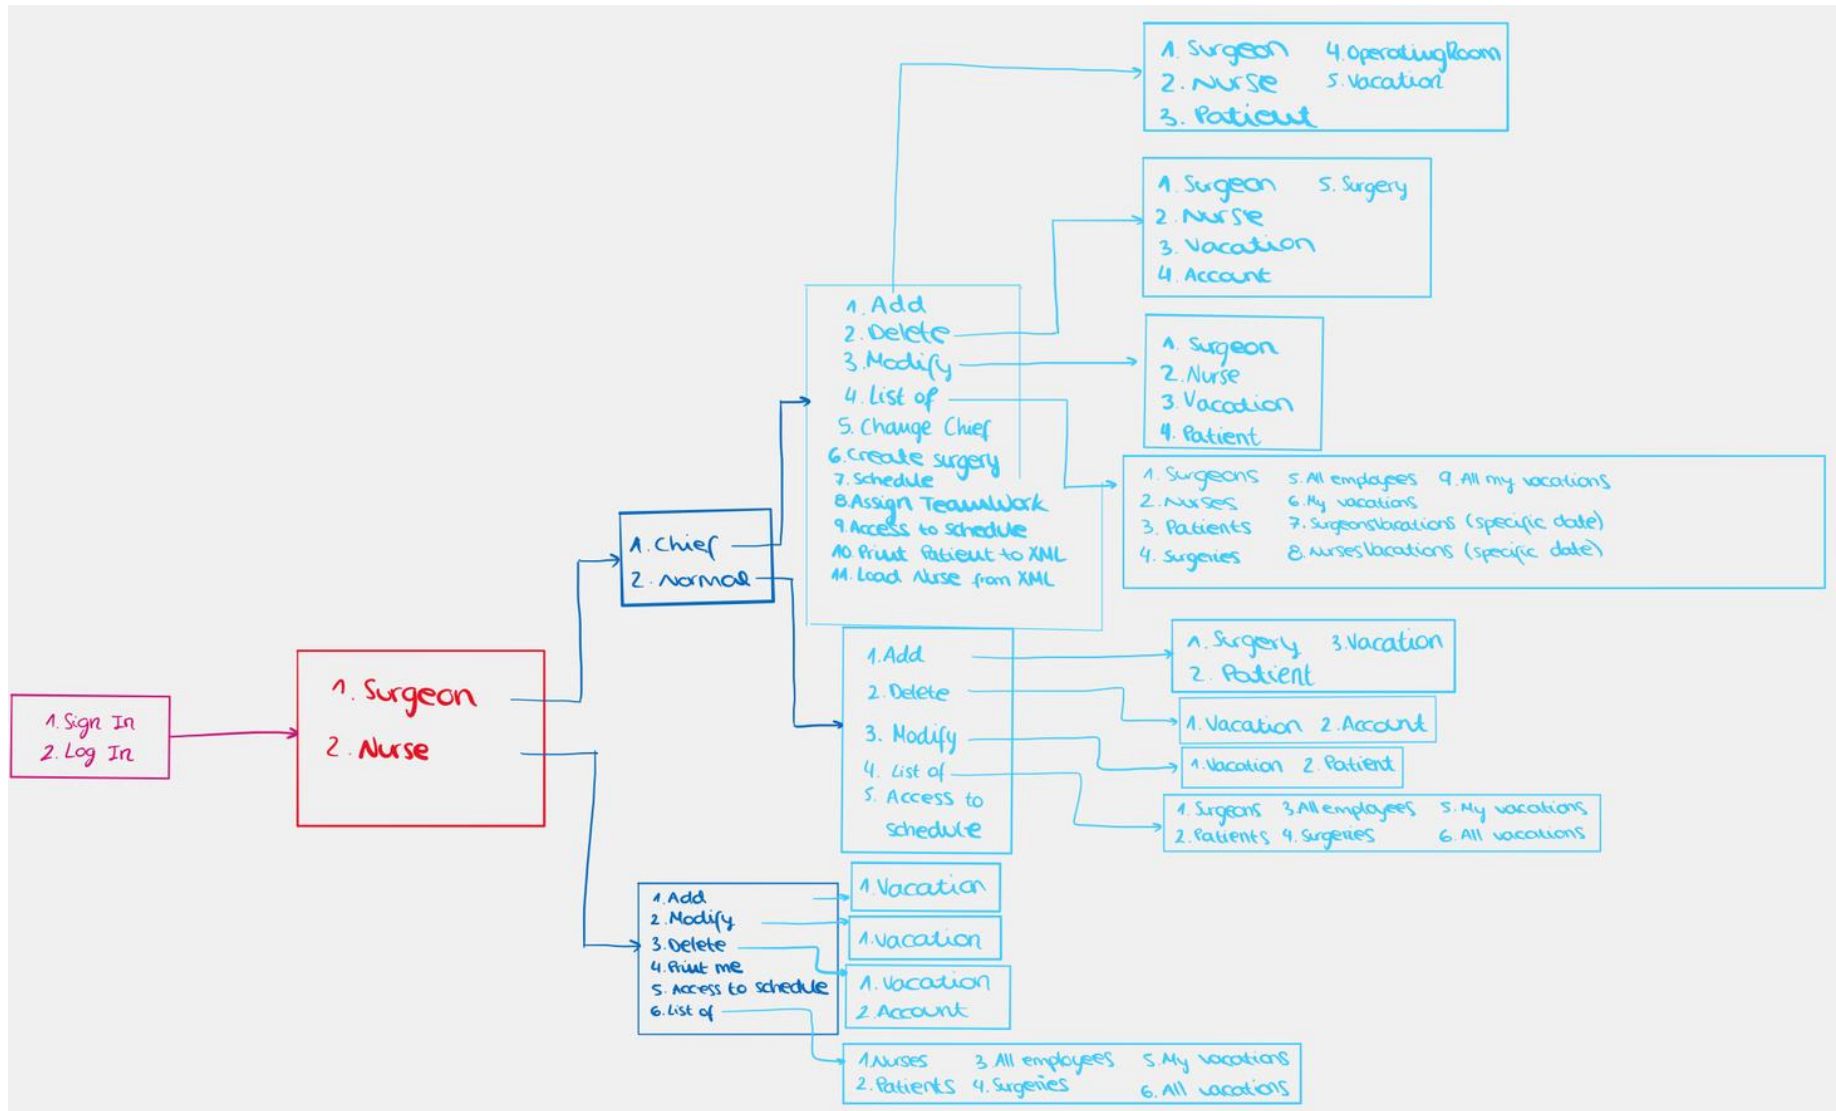 1. Sign In
2. Log In
1. Surgeon
2. Nurse
1. Chief
2. Normal
1. Add
2. Delete
3. Modify
4. List of
5. Change Chief
6. Create surgery
7. Schedule
8. Assign TeamWork
9. Access to schedule
10. Print Patient to XML
11. Load Nurse from XML
1. Surgeon 4. OperatingRoom
2. Nurse 5. Vacation
3. Patient
1. Surgeon 5. Surgery
2. Nurse
3. Vacation
4. Account
1. Surgeon
2. Nurse
3. Vacation
4. Patient
1. Surgeons 5. All employees 9. All my vacations
2. Nurses 6. My vacations
3. Patients 7. SurgeonsVacations (specific date)
4. Surgeries 8. NursesVacations (specific date)
1. Add
2. Delete
3. Modify
4. List of
5. Access to
schedule
1. Surgery 3. Vacation
2. Patient
1. Vacation 2. Account
1. Vacation 2. Patient
1. Surgeons 3. All employees 5. My vacations
2. Patients 4. Surgeries 6. All vacations
1. Add
2. Modify
3. Delete
4. Print me
5. Access to schedule
6. List of
1. Vacation
1. Vacation
1. Vacation
2. Account
1. Nurses 3. All employees 5. My vacations
2. Patients 4. Surgeries 6. All vacations